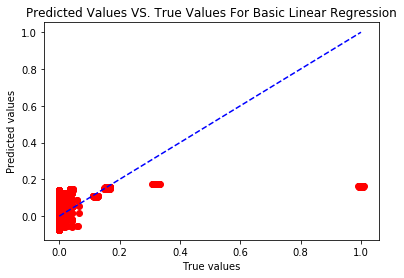 Predicted Values VS. True Values For Basic Linear Regression
1.0
0.8
0.6
0.4
0.2
0.0
Predicted values
0.0 0.2 0.4 0.6 0.8 1.0
True values